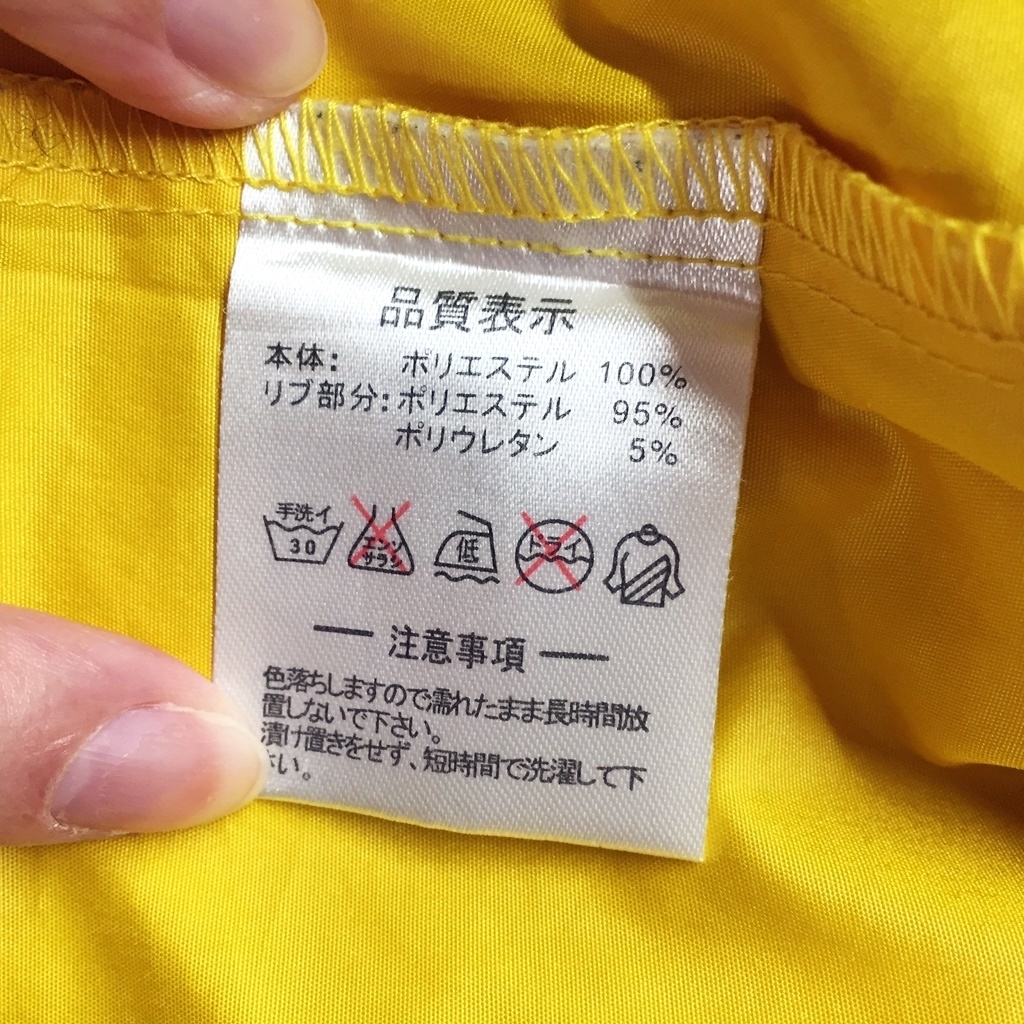 品質表示
本体: ポリエステル 100%
リブ部分:ポリエステル 95%
ポリウレタン 5%
手洗イ
30
エンソ
サラシ
低
ドライ
注意事項
色落ちしますので濡れたまま長時間放
置しないで下さい。
漬け置きをせず、短時間で洗濯して下
さい。